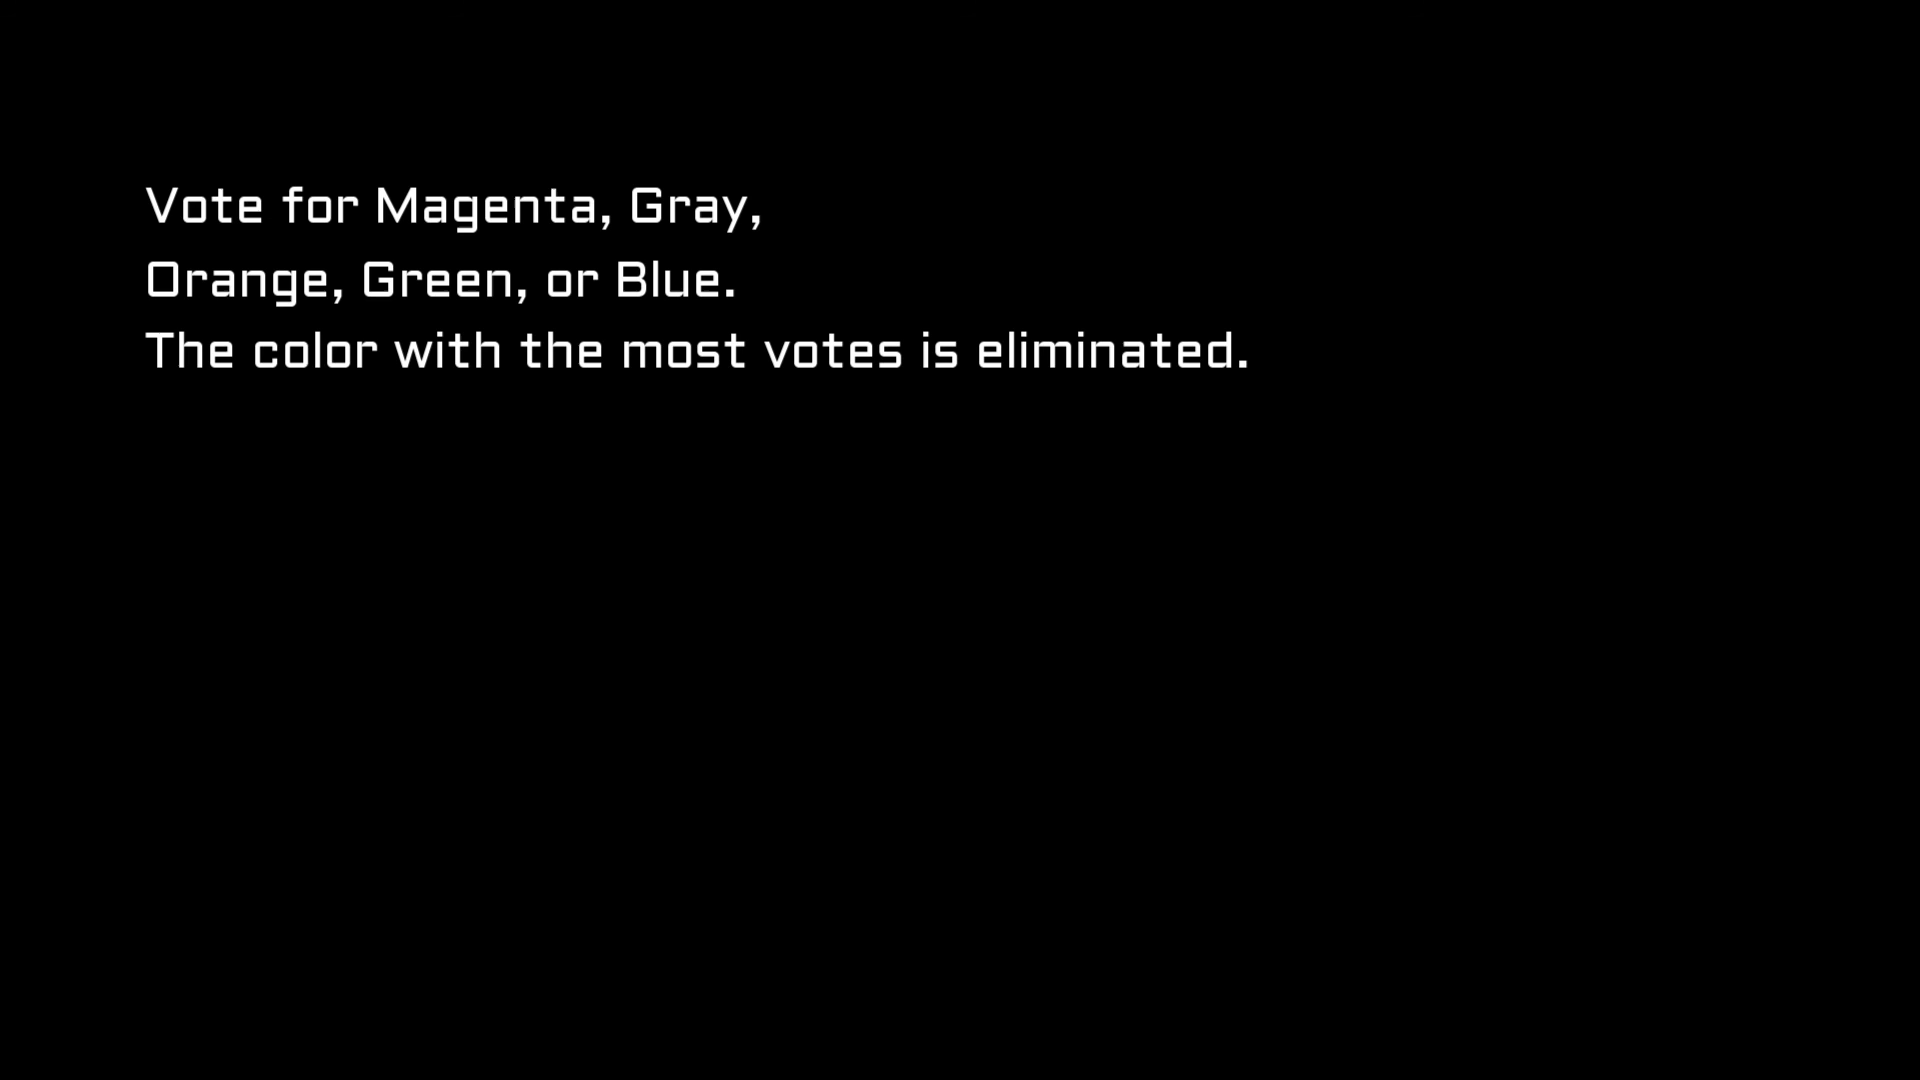 Vote for Magenta, Gray,
Orange, Green, or Blue.
The color with the most votes is eliminated.